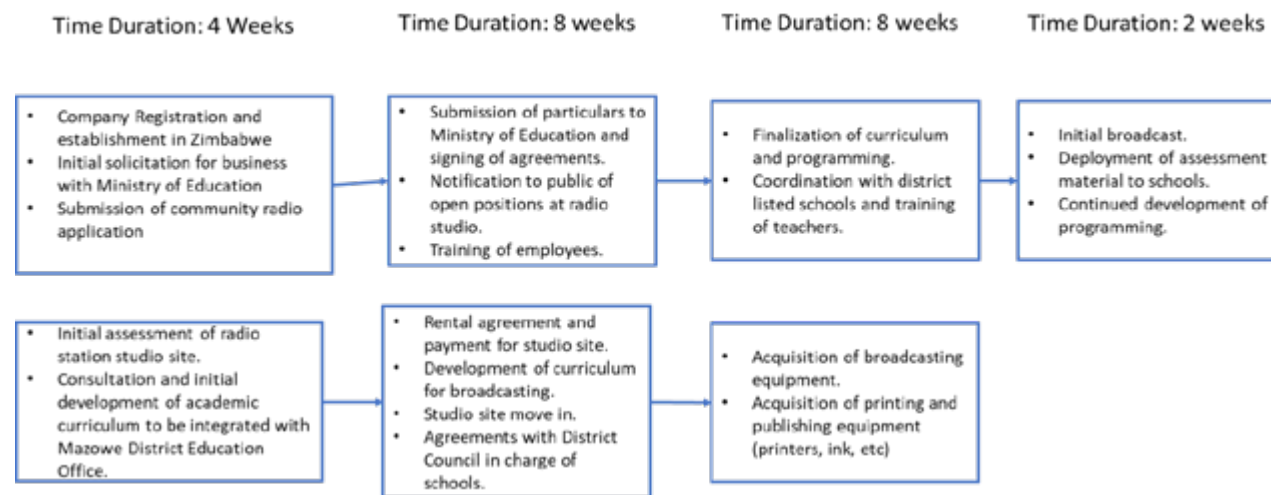 Time Duration: 4 Weeks
Time Duration: 8 weeks
Time Duration: 8 weeks
Time Duration: 2 weeks
• Company Registration and
establishment in Zimbabwe
• Initial solicitation for business
with Ministry of Education
• Submission of community radio
application
• Submission of particulars to
Ministry of Education and
signing of agreements.
• Notification to public of
open positions at radio
studio.
• Training of employees.
• Finalization of curriculum
and programming.
• Coordination with district
listed schools and training
of teachers.
• Initial broadcast.
• Deployment of assessment
material to schools.
• Continued development of
programming.
• Initial assessment of radio
station studio site.
• Consultation and initial
development of academic
curriculum to be integrated with
Mazowe District Education
Office.
• Rental agreement and
payment for studio site.
• Development of curriculum
for broadcasting.
• Studio site move in.
• Agreements with District
Council in charge of
schools.
• Acquisition of broadcasting
equipment.
• Acquisition of printing and
publishing equipment
(printers, ink, etc)